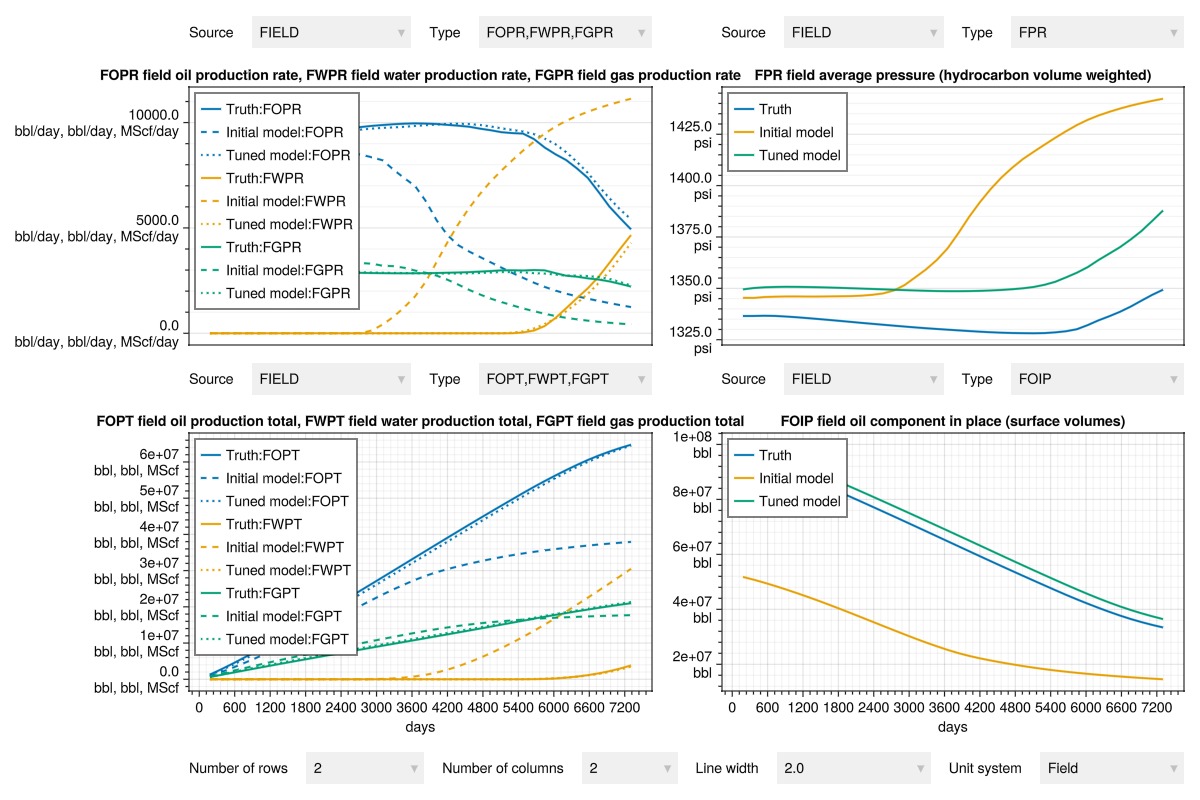 Source FIELD Type FOPR,FWPR,FGPR Source FIELD Type FPR
FOPR field oil production rate, FWPR field water production rate, FGPR field gas production rate
10000.0
bbl/day, bbl/day, MScf/day
5000.0
bbl/day, bbl/day, MScf/day
0.0
bbl/day, bbl/day, MScf/day
Truth:FOPR
Initial model:FOPR
Tuned model:FOPR
Truth:FWPR
Initial model:FWPR
Tuned model:FWPR
Truth:FGPR
Initial model:FGPR
Tuned model:FGPR
FPR field average pressure (hydrocarbon volume weighted)
1425.0
psi
1400.0
psi
1375.0
psi
1350.0
psi
1325.0
psi
Truth
Initial model
Tuned model
Source FIELD Type FOPT,FWPT,FGPT Source FIELD Type FOIP
FOPT field oil production total, FWPT field water production total, FGPT field gas production total
6e+07
bbl, bbl, MScf
5e+07
bbl, bbl, MScf
4e+07
bbl, bbl, MScf
3e+07
bbl, bbl, MScf
2e+07
bbl, bbl, MScf
1e+07
bbl, bbl, MScf
0.0
bbl, bbl, MScf
Truth:FOPT
Initial model:FOPT
Tuned model:FOPT
Truth:FWPT
Initial model:FWPT
Tuned model:FWPT
Truth:FGPT
Initial model:FGPT
Tuned model:FGPT
0 600 1200 1800 2400 3000 3600 4200 4800 5400 6000 6600 7200
days
FOIP field oil component in place (surface volumes)
1e+08
bbl
8e+07
bbl
6e+07
bbl
4e+07
bbl
2e+07
bbl
Truth
Initial model
Tuned model
0 600 1200 1800 2400 3000 3600 4200 4800 5400 6000 6600 7200
days
Number of rows 2 Number of columns 2 Line width 2.0 Unit system Field